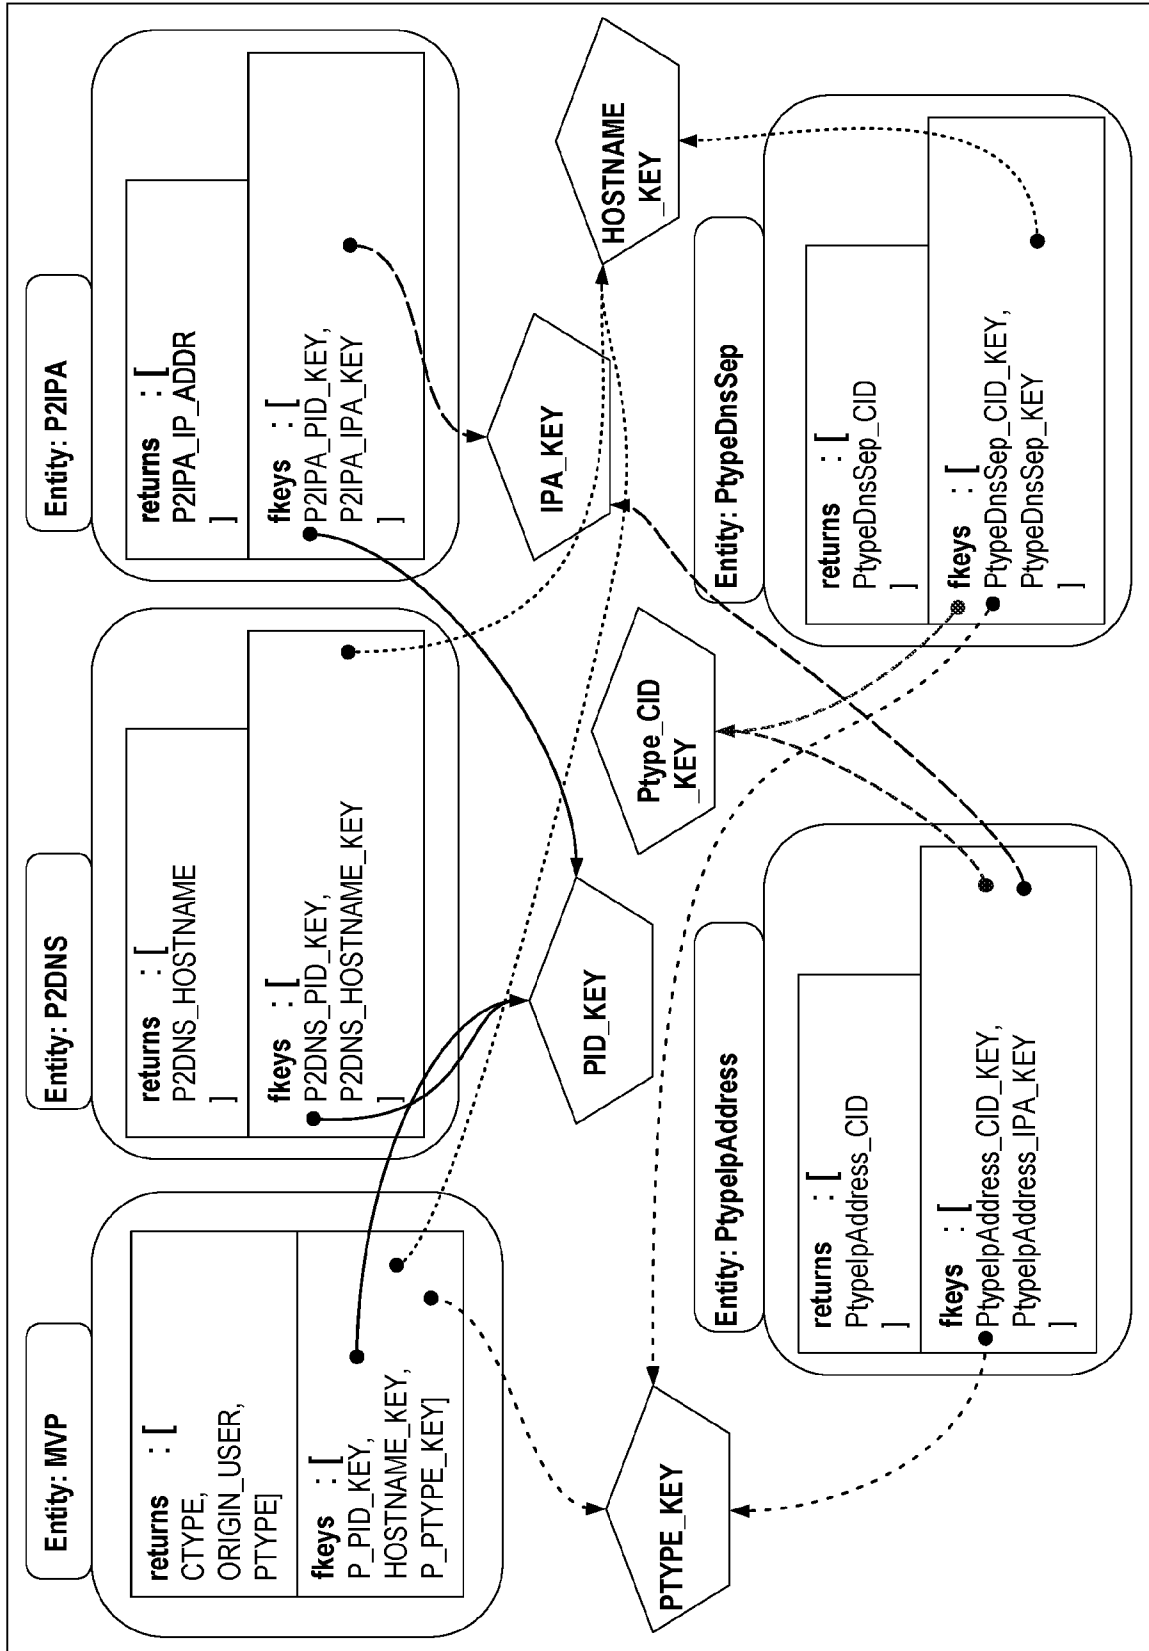 Entity: MVP
returns : [
CTYPE,
ORIGIN_USER,
PTYPE]
fkeys : [
P_PID_KEY,
HOSTNAME_KEY,
P_PTYPE_KEY]
Entity: P2DNS
returns : [
P2DNS_HOSTNAME
]
fkeys : [
P2DNS_PID_KEY,
P2DNS_HOSTNAME_KEY
]
Entity: P2IPA
returns : [
P2IPA_IP_ADDR
]
fkeys : [
P2IPA_PID_KEY,
P2IPA_IPA_KEY
]
PTYPE_KEY
PID_KEY
Ptype_CID
_KEY
IPA_KEY
HOSTNAME
_KEY
Entity: PtypeIpAddress
returns : [
PtypeIpAddress_CID
]
fkeys : [
PtypeIpAddress_CID_KEY,
PtypeIpAddress_IPA_KEY
]
Entity: PtypeDnsSep
returns : [
PtypeDnsSep_CID
]
fkeys : [
PtypeDnsSep_CID_KEY,
PtypeDnsSep_KEY
]